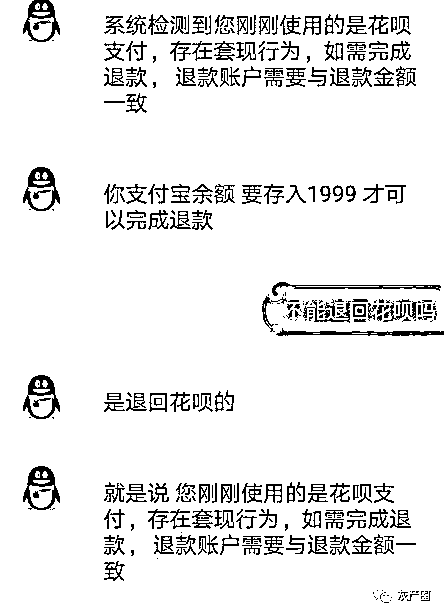 系统检测到您刚刚使用的是花呗
支付，存在套现行为，如需完成
退款， 退款账户需要与退款金额
一致
你支付宝余额 要存入1999 才可
以完成退款
不能退回花呗吗
是退回花呗的
就是说 您刚刚使用的是花呗支
付，存在套现行为，如需完成退
款， 退款账户需要与退款金额一
致
灰产圈